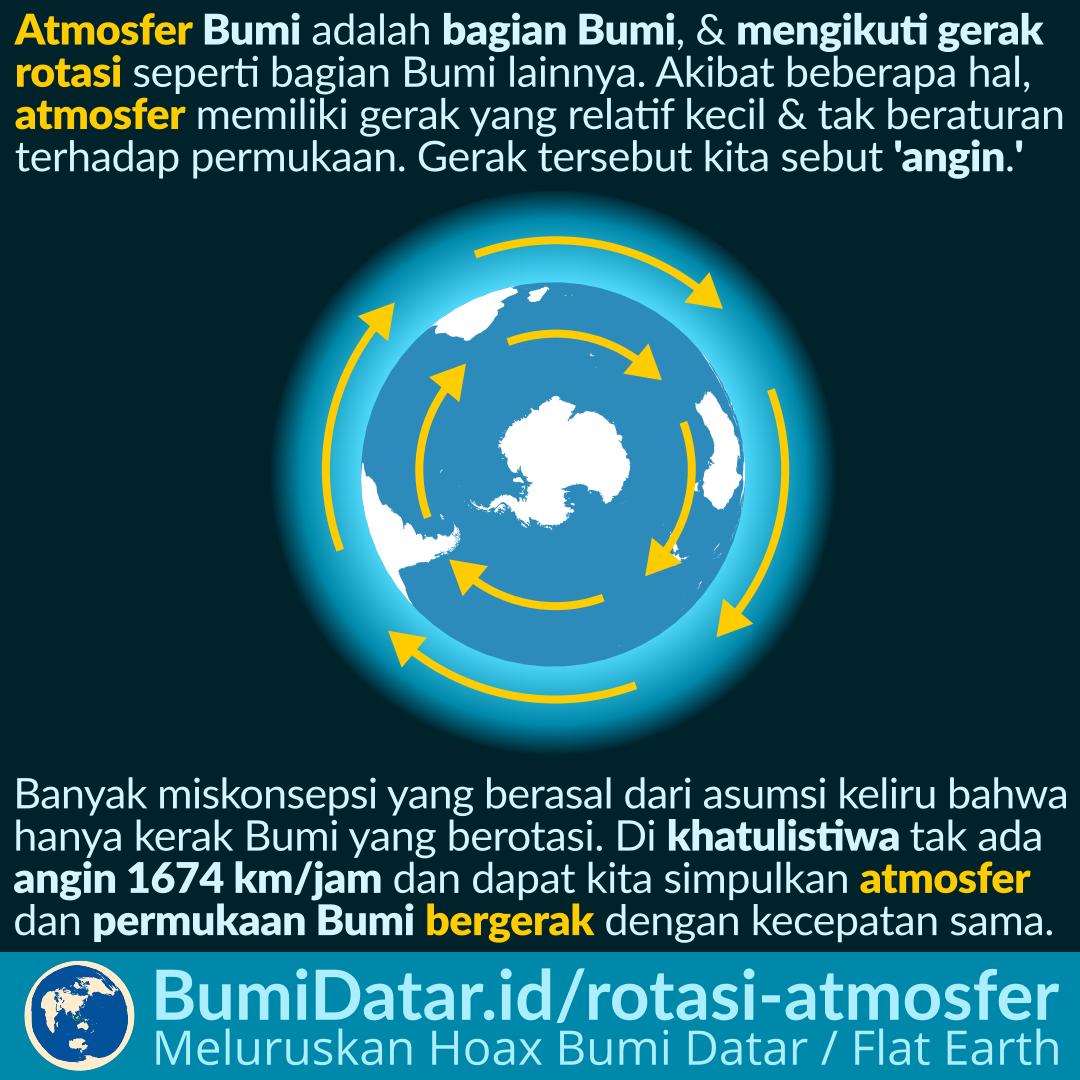 Atmosfer Bumi adalah bagian Bumi, & mengikuti gerak
rotasi seperti bagian Bumi lainnya. Akibat beberapa hal,
atmosfer memiliki gerak yang relatif kecil & tak beraturan
terhadap permukaan. Gerak tersebut kita sebut 'angin.'
Banyak miskonsepsi yang berasal dari asumsi keliru bahwa
hanya kerak Bumi yang berotasi. Di khatulistiwa tak ada
angin 1674 km/jam dan dapat kita simpulkan atmosfer
dan permukaan Bumi bergerak dengan kecepatan sama.
BumiDatar.id/rotasi-atmosfer
Meluruskan Hoax Bumi Datar / Flat Earth